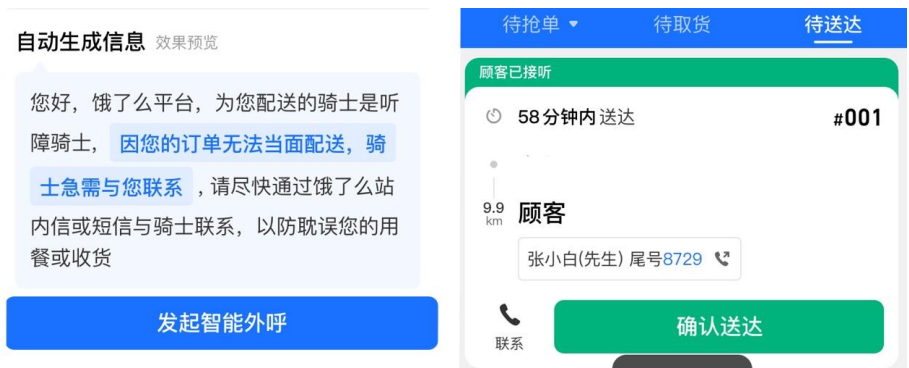 自动生成信息 效果预览
您好，饿了么平台，为您配送的骑士是听
障骑士，因您的订单无法当面配送，骑
士急需与您联系，请尽快通过饿了么站
内信或短信与骑士联系，以防耽误您的用
餐或收货
发起智能外呼
待抢单 待取货 待送达
顾客已接听
58分钟内送达 #001
9.9
km
顾客
张小白(先生) 尾号8729
联系
确认送达